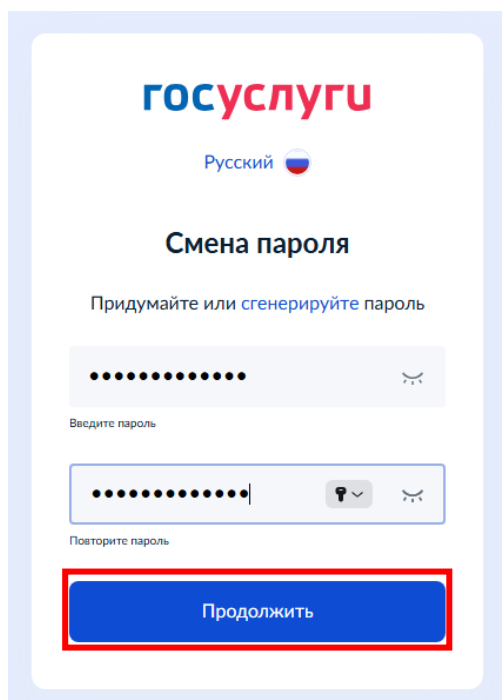 госуслуги
Русский
Смена пароля
Придумайте или сгенерируйте пароль
•••••••••••••
Введите пароль
•••••••••••••
Повторите пароль
Продолжить